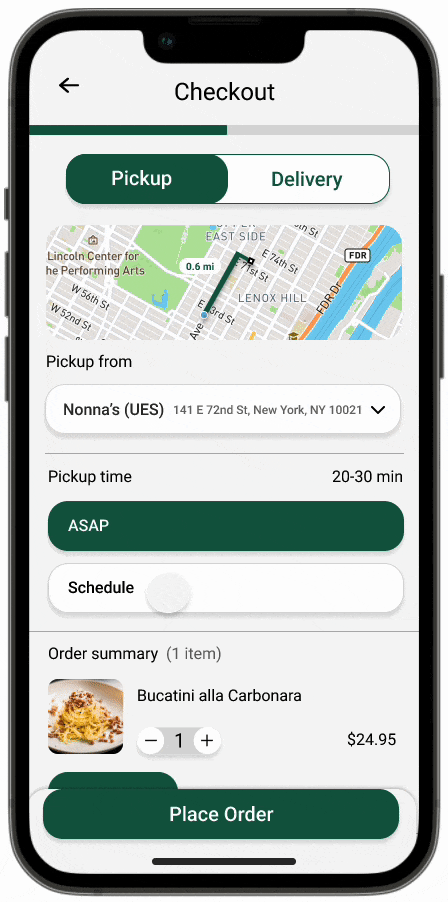 Checkout
Pickup
Delivery
EAST SIDE
Lincoln Center for
he Performing Arts
0.6 mi
E 71st St
E 74th St
FDR
W 56th St
W 52nd St
LENOX HILL
FDR Dr
3rd St
Ave
Pickup from
Nonna's (UES) 141 E 72nd St, New York, NY 10021
Pickup time 20-30 min
ASAP
Schedule
Order summary (1 item)
Bucatini alla Carbonara
− 1 + $24.95
Place Order